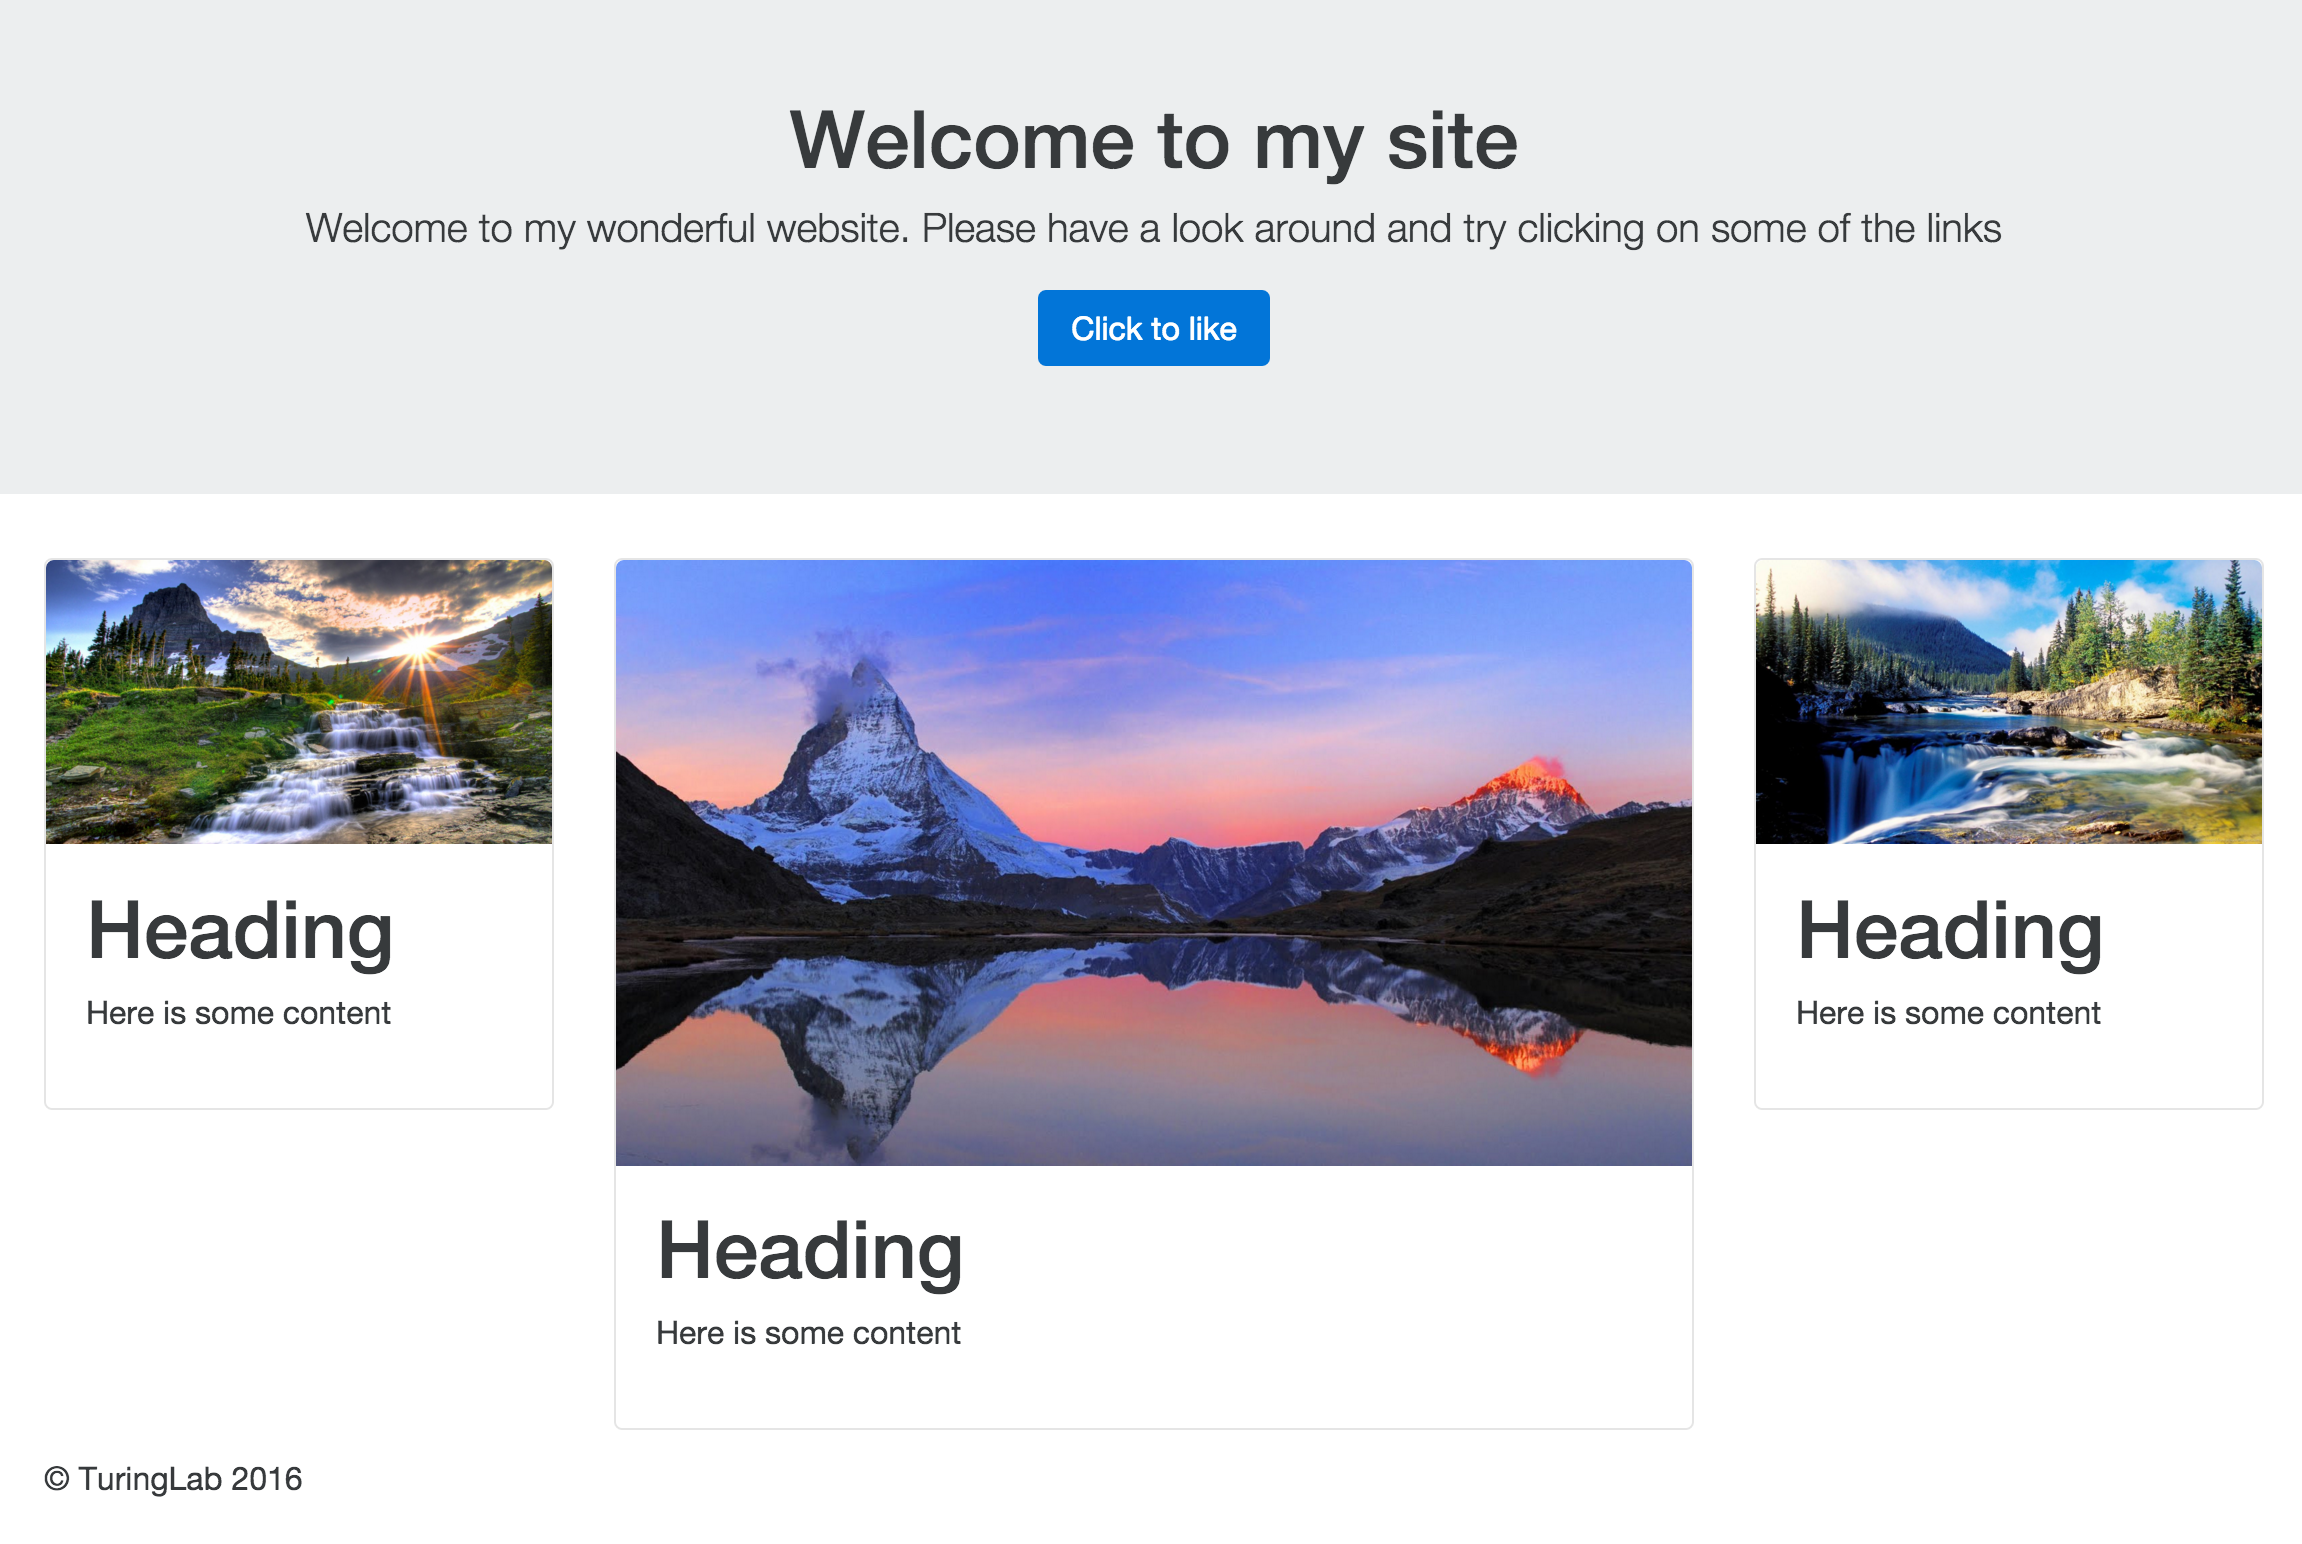 Welcome to my site
Welcome to my wonderful website. Please have a look around and try clicking on some of the links
Click to like
Heading
Here is some content
Heading
Here is some content
Heading
Here is some content
© TuringLab 2016